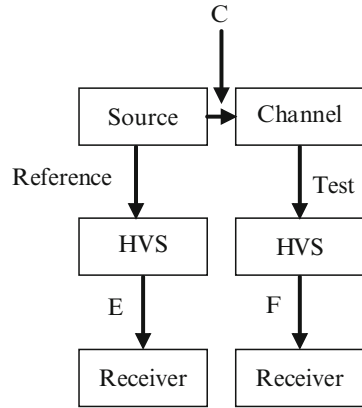 C
Source
Channel
Reference
Test
HVS
HVS
E
F
Receiver
Receiver